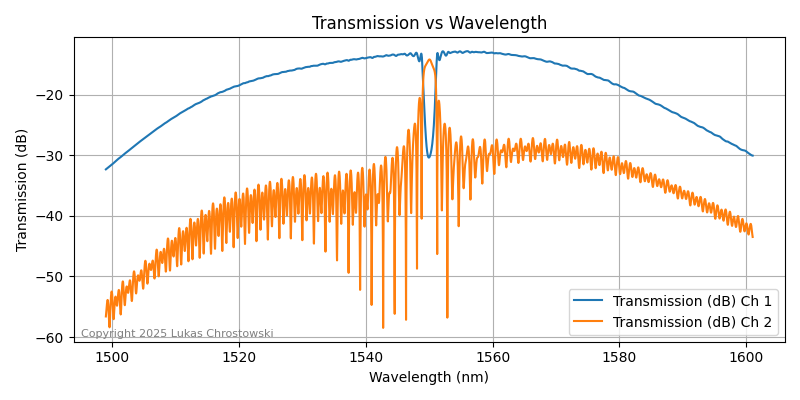 Transmission vs Wavelength
Transmission (dB)
−20
−30
−40
−50
−60
Transmission (dB) Ch 1
Transmission (dB) Ch 2
Copyright 2025 Lukas Chrostowski
1500
1520
1540
1560
1580
1600
Wavelength (nm)